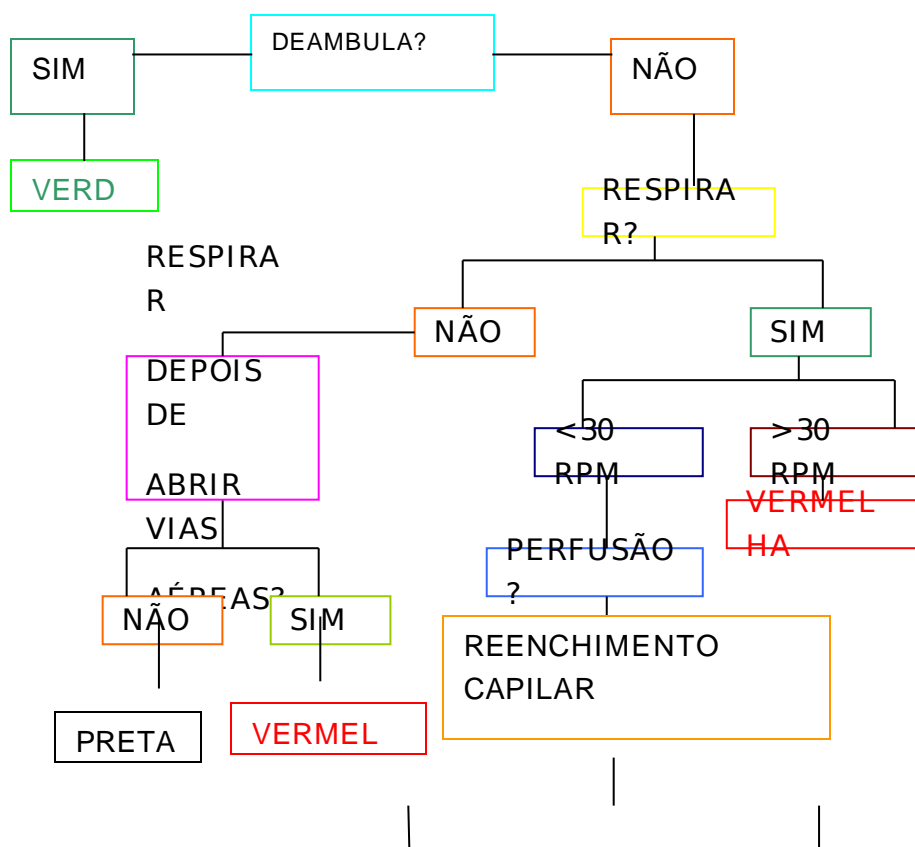 DEAMBULA?
SIM
NÃO
VERD
RESPIRA
R?
RESPIRA
R
DEPOIS
DE
ABRIR
VIAS
AÉREAS?
NÃO
SIM
<30
RPM
>30
RPM
VERMEL
HA
PERFUSÃO
?
NÃO
SIM
REENCHIMENTO
CAPILAR
PRETA
VERMEL